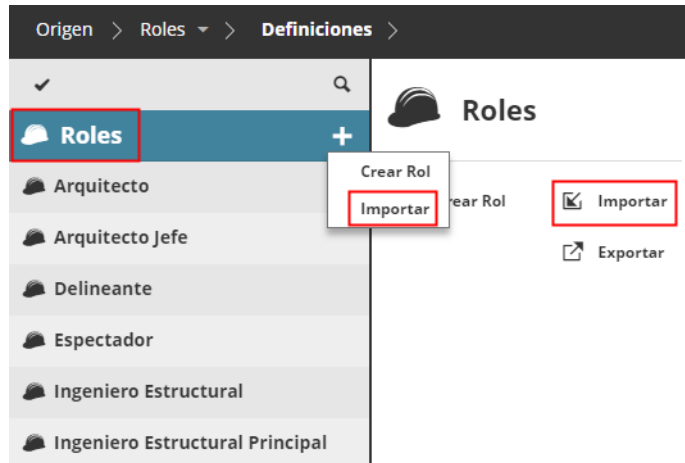 Origen > Roles > Definiciones >
Roles
Roles
Crear Rol
Importar
rear Rol
Importar
Exportar
Arquitecto
Arquitecto Jefe
Delineante
Espectador
Ingeniero Estructural
Ingeniero Estructural Principal